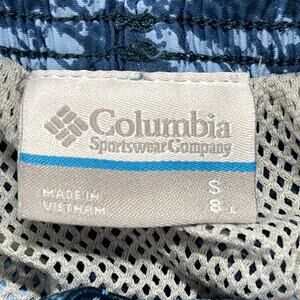 Columbia
Sportswear Company
MADE IN
VIETNAM
S
8 L